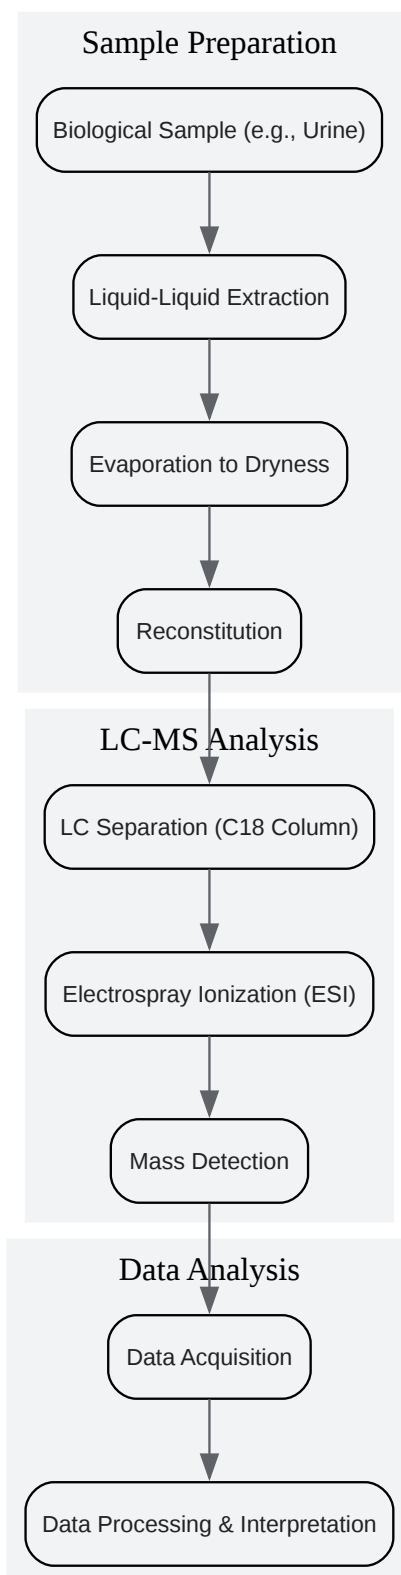 Sample Preparation
Biological Sample (e.g., Urine)
Liquid-Liquid Extraction
Evaporation to Dryness
Reconstitution
LC-MS Analysis
LC Separation (C18 Column)
Electrospray Ionization (ESI)
Mass Detection
Data Analysis
Data Acquisition
Data Processing & Interpretation